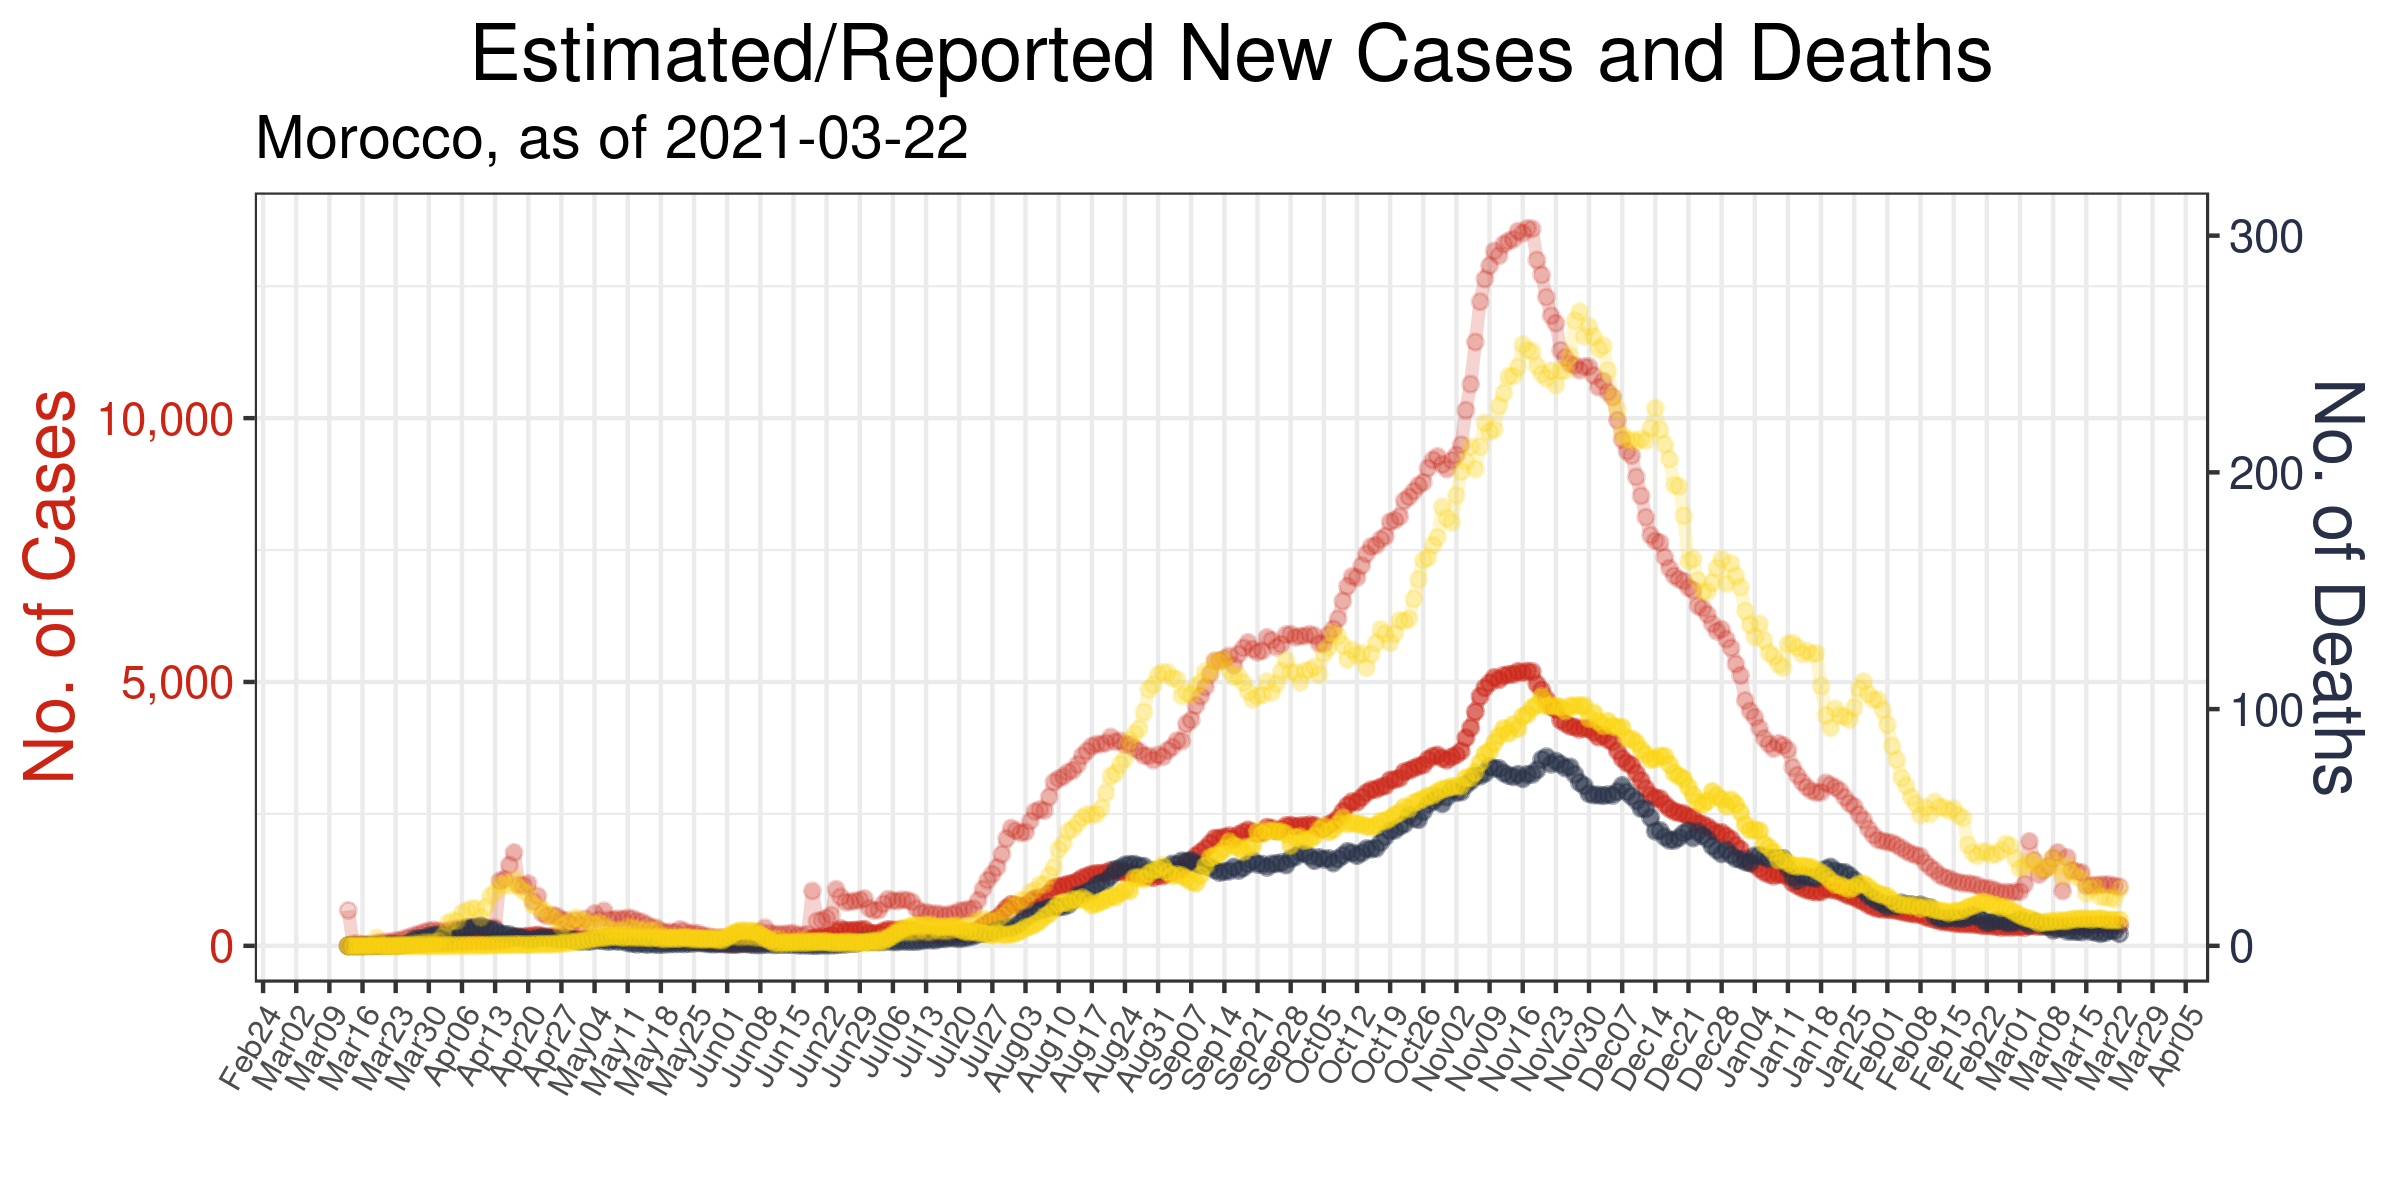 Estimated/Reported New Cases and Deaths
Morocco, as of 2021-03-22
No. of Cases
10,000
5,000
0
300
200
100
0
No. of Deaths
Feb24
Mar02
Mar09
Mar16
Mar23
Mar30
Apr06
Apr13
Apr20
Apr27
May04
May11
May18
May25
Jun01
Jun08
Jun15
Jun22
Jun29
Jul06
Jul13
Jul20
Jul27
Aug03
Aug10
Aug17
Aug24
Aug31
Sep07
Sep14
Sep21
Sep28
Oct05
Oct12
Oct19
Oct26
Nov02
Nov09
Nov16
Nov23
Nov30
Nov07
Dec14
Dec21
Dec28
Dec28
Jan04
Jan11
Jan18
Jan25
Feb01
Feb08
Feb15
Feb22
Mar01
Mar08
Mar15
Mar22
Mar29
Apr05